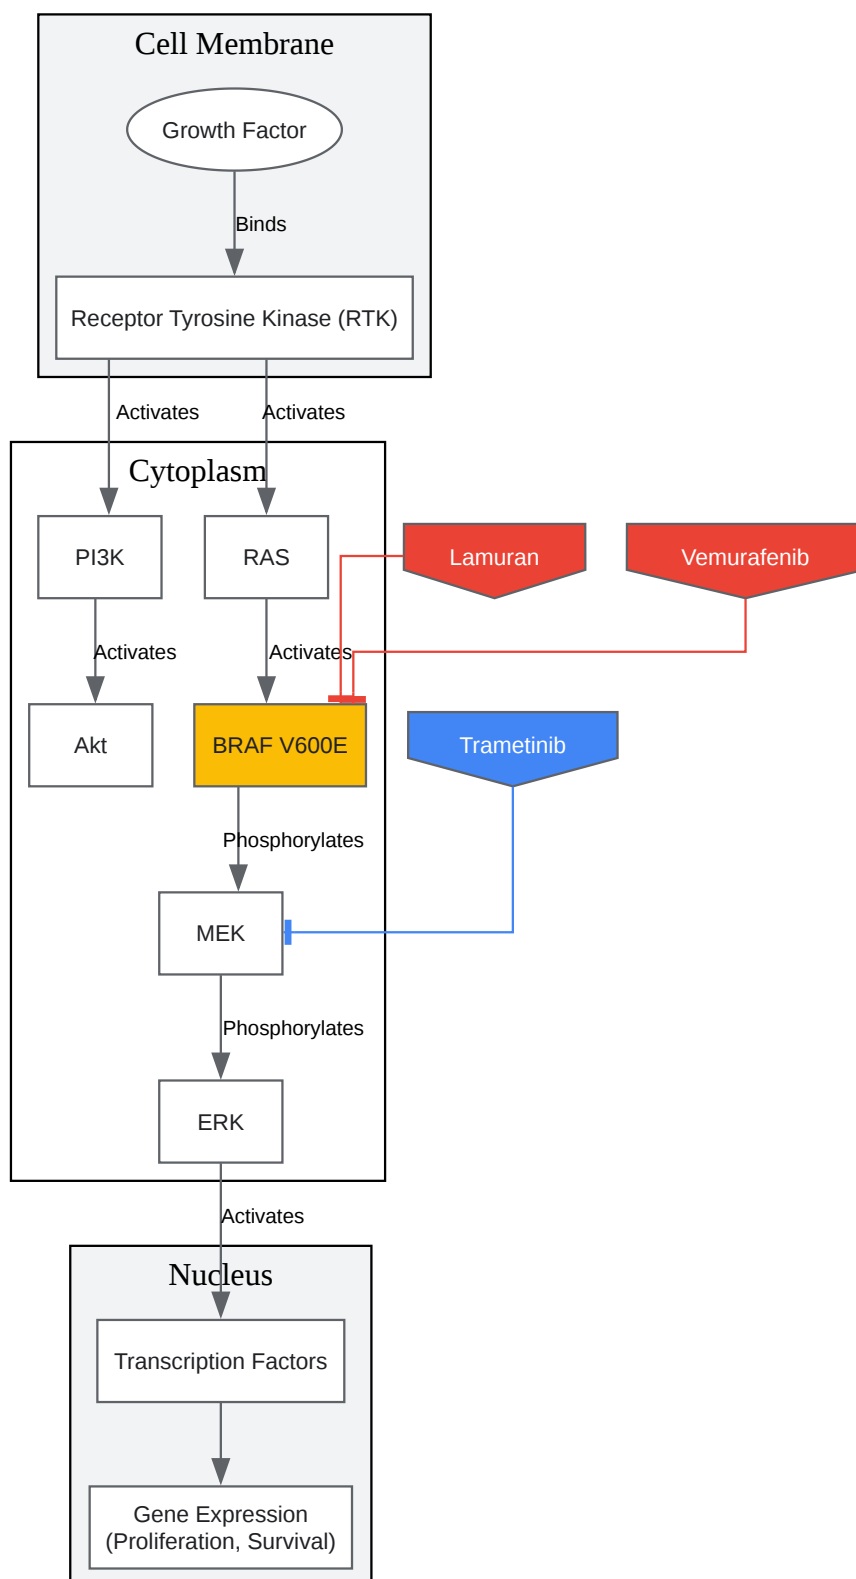 Cell Membrane
Growth Factor
Binds
Receptor Tyrosine Kinase (RTK)
Activates
Activates
Cytoplasm
PI3K
RAS
Lamuran
Vemurafenib
Activates
Activates
Akt
BRAF V600E
Trametinib
Phosphorylates
MEK
Phosphorylates
ERK
Activates
Nucleus
Transcription Factors
Gene Expression
(Proliferation, Survival)